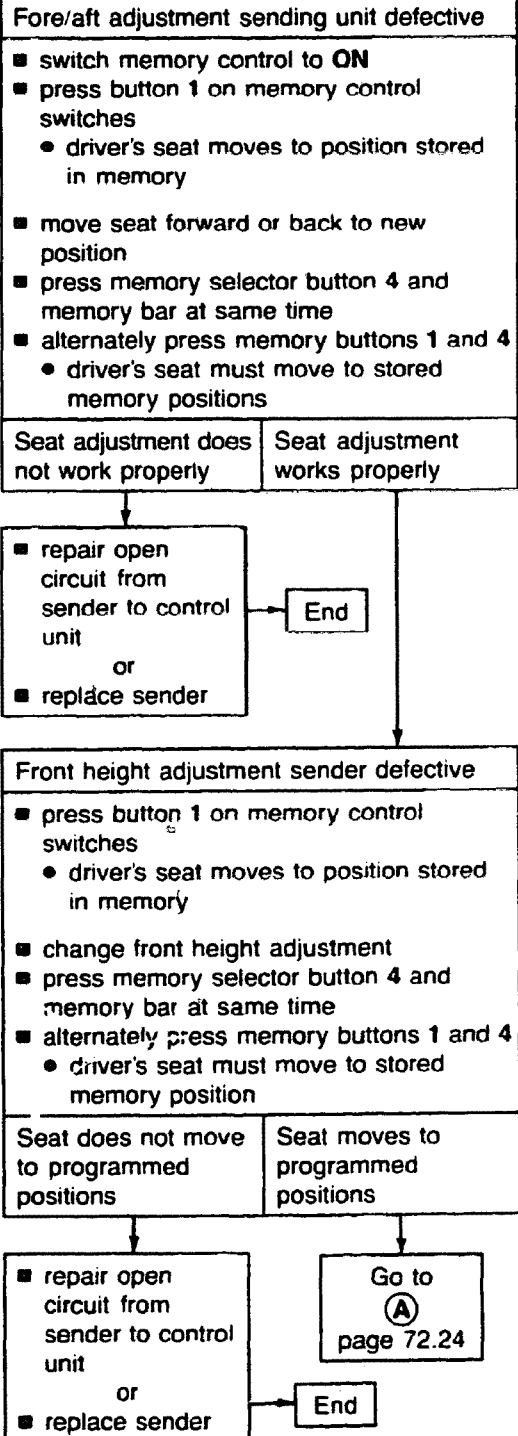 Fore/aft adjustment sending unit defective
■ switch memory control to ON
■ press button 1 on memory control
switches
• driver's seat moves to position stored
in memory
■ move seat forward or back to new
position
■ press memory selector button 4 and
memory bar at same time
■ alternately press memory buttons 1 and 4
• driver's seat must move to stored
memory positions
Seat adjustment does
not work properly
Seat adjustment
works properly
■ repair open
circuit from
sender to control
unit
or
■ replace sender
End
Front height adjustment sender defective
■ press button 1 on memory control
switches
• driver's seat moves to position stored
in memory
■ change front height adjustment
■ press memory selector button 4 and
memory bar at same time
■ alternately press memory buttons 1 and 4
• driver's seat must move to stored
memory position
Seat does not move
to programmed
positions
Seat moves to
programmed
positions
■ repair open
circuit from
sender to control
unit
or
■ replace sender
End
Go to
A
page 72.24